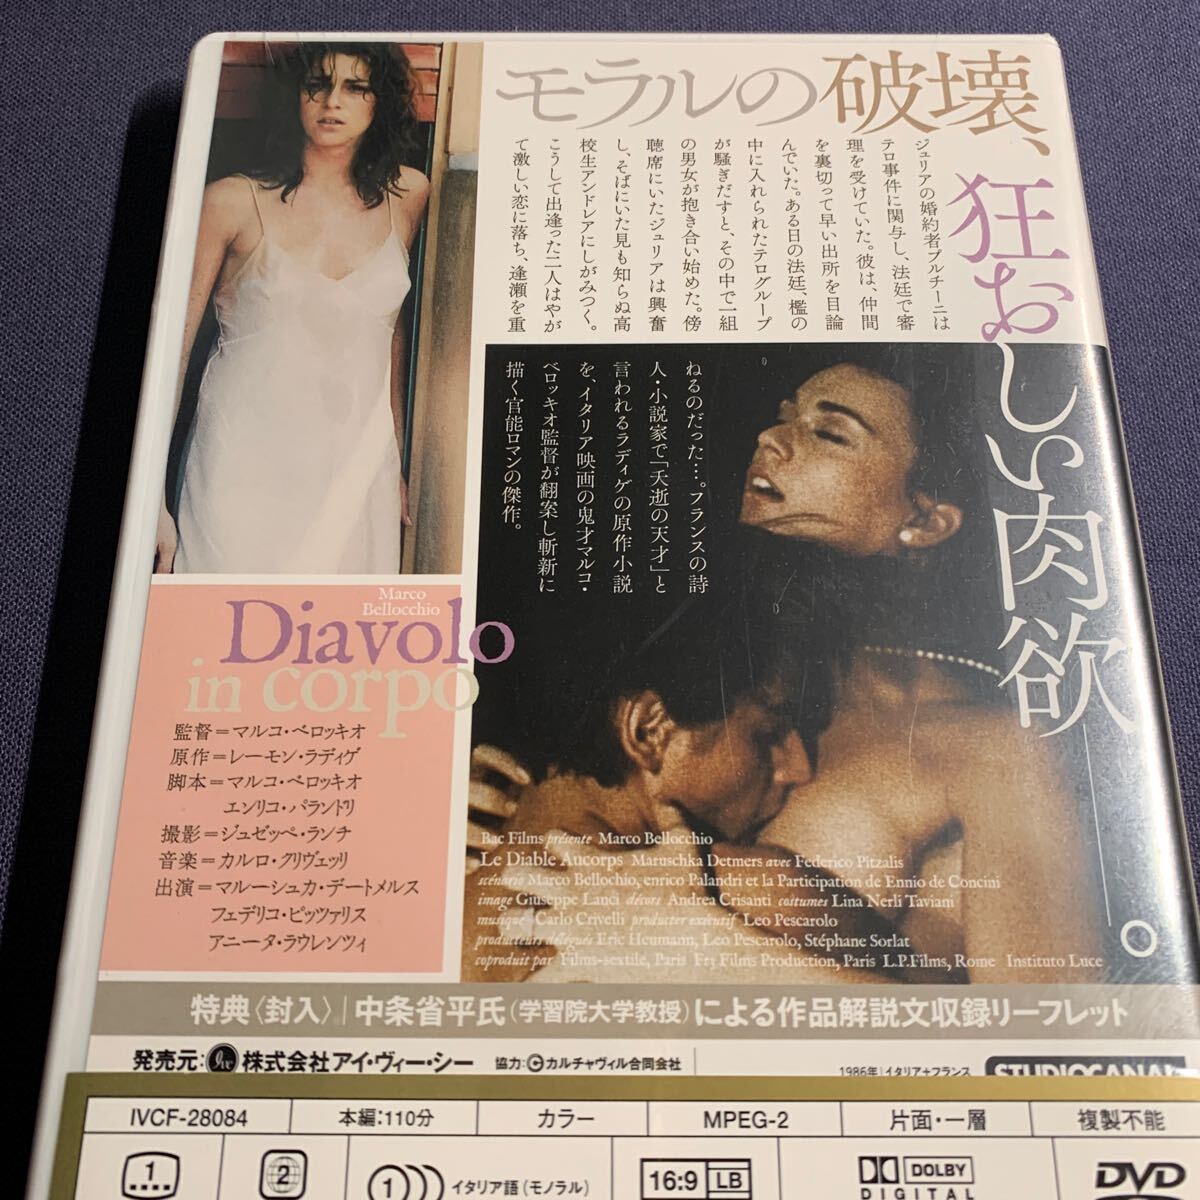 モラルの破壊、
狂おしい肉欲――。
ジュリアの婚約者プルチーニは
テロ事件に関与し、法廷で審
理を受けていた。彼は、仲間
を裏切って早い出所を目論
んでいた。ある日の法廷、檻の
中に入れられたテログループ
が騒ぎだすと、その中で一組
の男女が抱き合い始めた。傍
聴席にいたジュリアは興奮
し、そばにいた見も知らぬ高
校生アンドレアにしがみつく。
こうして出逢った二人はやが
て激しい恋に落ち、逢瀬を重
ねるのだった…。フランスの詩
人・小説家で「夭逝の天才」と
言われるラディゲの原作小説
を、イタリア映画の鬼才マルコ・
ベロッキオ監督が翻案し斬新に
描く官能ロマンの傑作。
Marco
Bellocchio
Diavolo
in corpo
監督=マルコ・ベロッキオ
原作=レーモン・ラディゲ
脚本=マルコ・ベロッキオ
エンリコ・パランドリ
撮影=ジュゼッペ・ランチ
音楽=カルロ・クリヴェッリ
出演=マルーシュカ・デートメルス
フェデリコ・ピッツァリス
アニータ・ラウレンツィ
Bac Films présente Marco Bellocchio
Le Diable Aucorps Maruschka Detmers avec Federico Pitzalis
scénario Marco Bellochio, enrico Palandri et la Participation de Ennio de Concini
image Giuseppe Lanci décors Andrea Crisanti costumes Lina Nerli Taviani
musique Carlo Crivelli producter exécutif Leo Pescarolo
producteurs délégués Eric Heumann, Leo Pescarolo, Stéphane Sorlat
coproduit par Films-sextile, Paris Fr3 Films Production, Paris L.P.Films, Rome Instituto Luce
特典〈封入〉|中条省平氏(学習院大学教授)による作品解説文収録リーフレット
発売元: ivc 株式会社アイ・ヴィー・シー 協力: カルチャヴィル合同会社
1986年|イタリア+フランス STUDIOCANAL
IVCF-28084 本編:110分 カラー MPEG-2 片面・一層 複製不能
1 2 1 イタリア語(モノラル) 16:9 LB DOLBY DIGITAL DVD